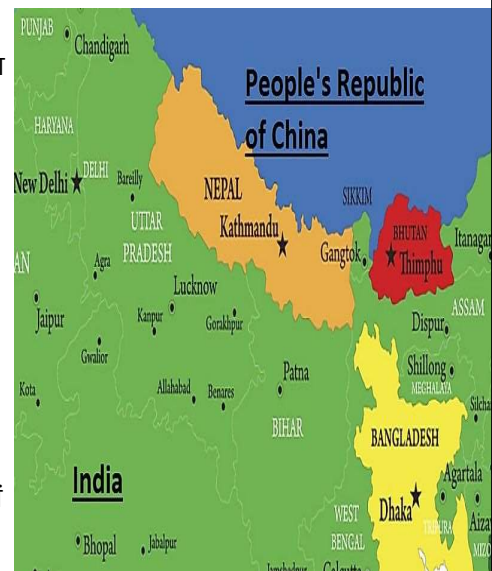 PUNJAB
Chandigarh
People's Republic
of China
HARYANA
DELHI
New Delhi
Bareilly
NEPAL
Kathmandu
SIKKIM
Gangtok
BHUTAN
Thimphu
Itanagar
UTTAR
PRADESH
Agra
Lucknow
Jaipur
Kanpur
Gorakhpur
ASSAM
Dispur
Gwalior
Shillong
MEGHALAYA
Kota
Allahabad
Benares
Patna
BIHAR
BANGLADESH
India
Agartala
Dhaka
TRIPURA
WEST
BENGAL
Bhopal
Jabalpur